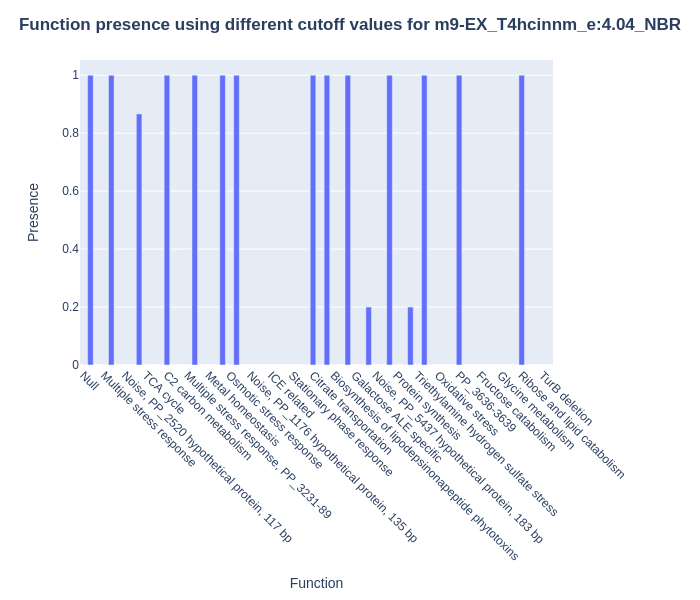 Function presence using different cutoff values for m9-EX_T4hcinnm_e:4.04_NBR
Presence
1
0.8
0.6
0.4
0.2
0
Null
Multiple stress response
Noise, PP_2520 hypothetical protein, 117 bp
TCA cycle
C2 carbon metabolism
Multiple stress response, PP_3231-89
Metal homeostasis
Osmotic stress response
Noise, PP_1176 hypothetical protein, 135 bp
ICE related
Stationary phase response
Citrate transportation
Biosynthesis of lipodepsinonapeptide phytotoxins
Galactose ALE specific
Noise, PP_5437 hypothetical protein, 183 bp
Protein synthesis
Triethylamine hydrogen sulfate stress
Oxidative stress
PP_3636-3639
Fructose catabolism
Glycine metabolism
Ribose and lipid catabolism
TurB deletion
Function